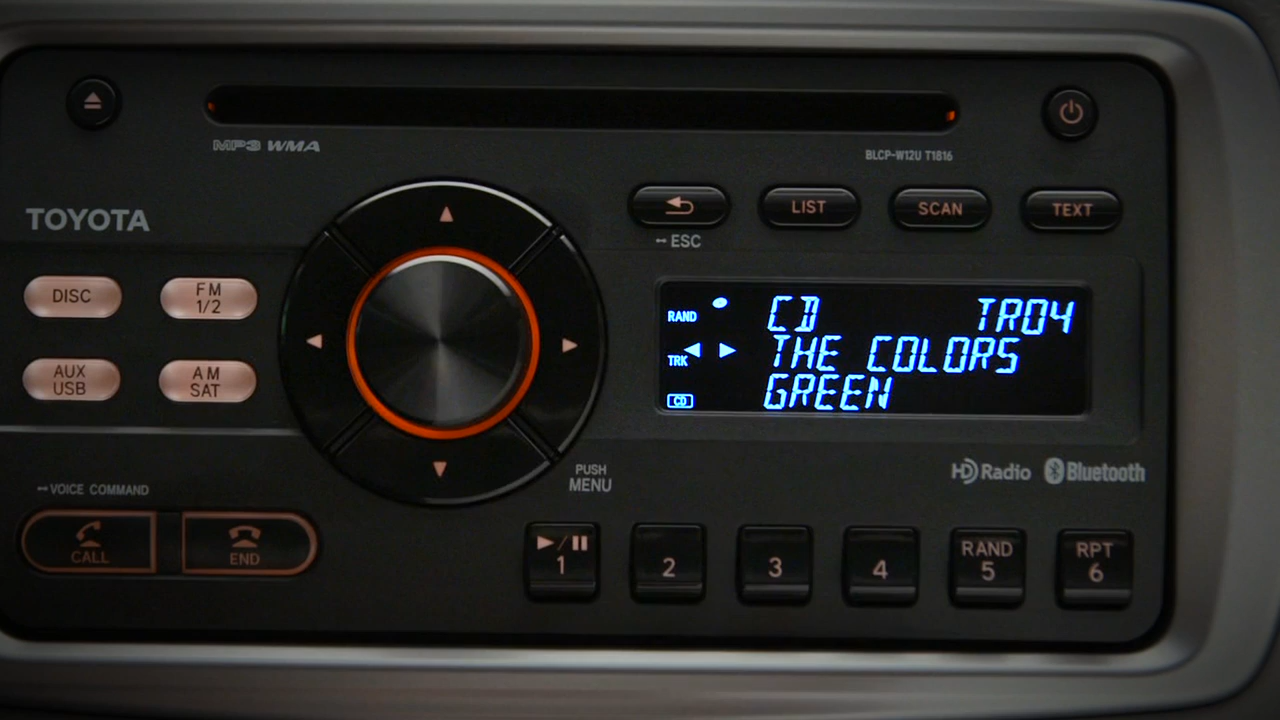 MP3 WMA
BLCP-W12U T1816
TOYOTA
LIST
SCAN
TEXT
ESC
DISC
FM
1/2
AUX
USB
AM
SAT
RAND
CD TR04
TRK
THE COLORS
CD
GREEN
PUSH
MENU
HD Radio
Bluetooth
VOICE COMMAND
CALL
END
1
2
3
4
RAND
5
RPT
6